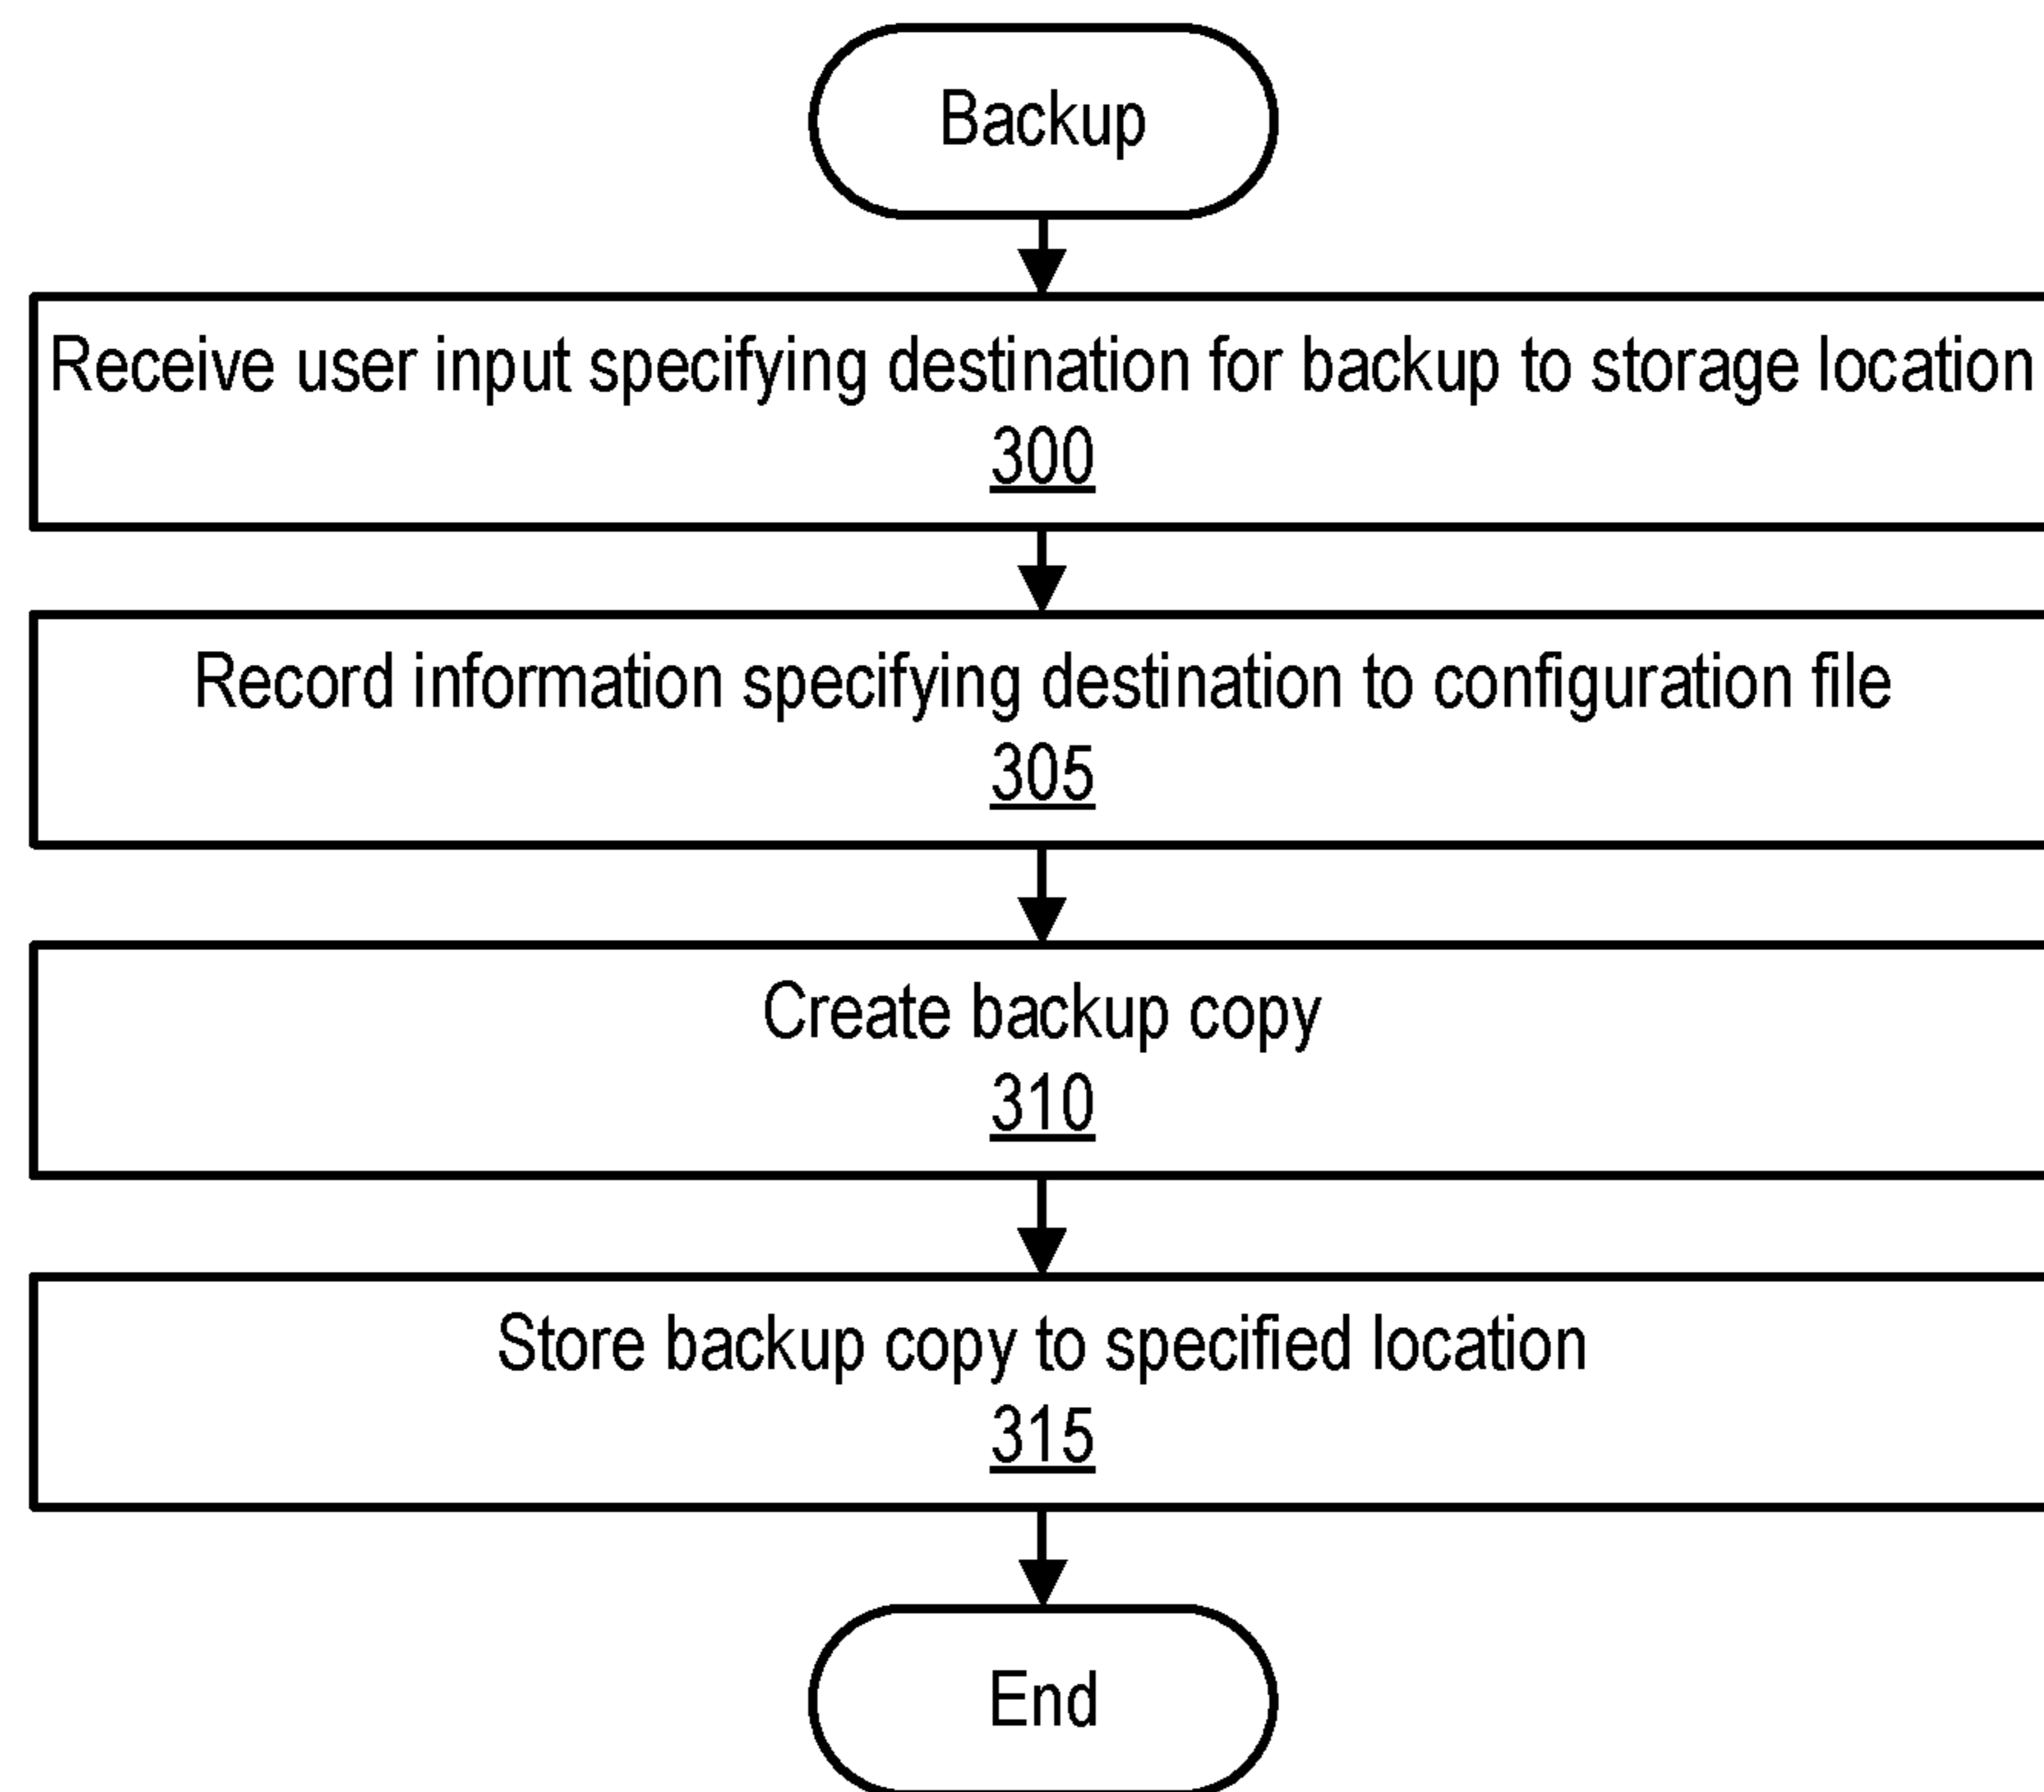 Backup
Receive user input specifying destination for backup to storage location
300
Record information specifying destination to configuration file
305
Create backup copy
310
Store backup copy to specified location
315
End